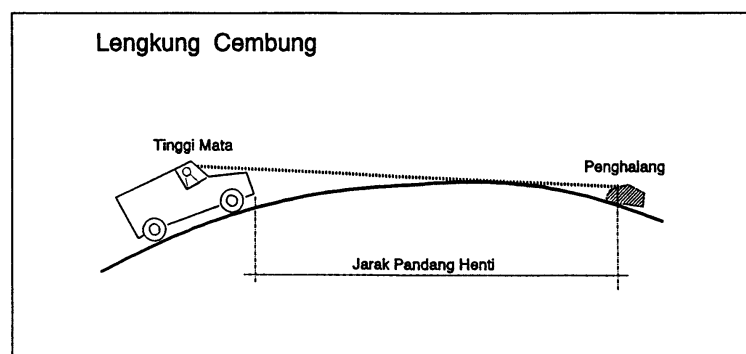 Lengkung Cembung
Tinggi Mata
Penghalang
Jarak Pandang Henti